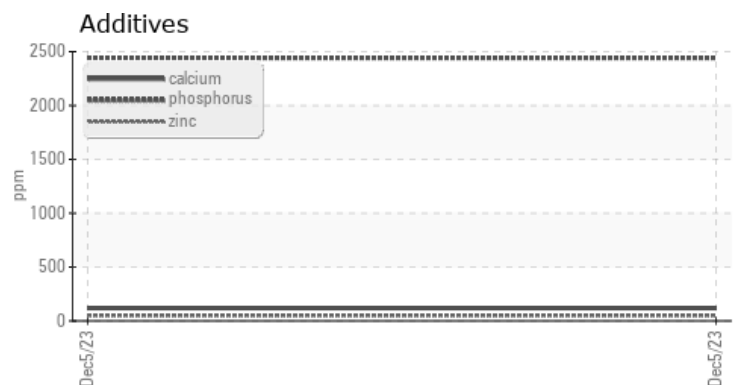 Additives
2500
2000
1500
1000
500
0
ppm
calcium
phosphorus
zinc
Dec5/23
Dec5/23